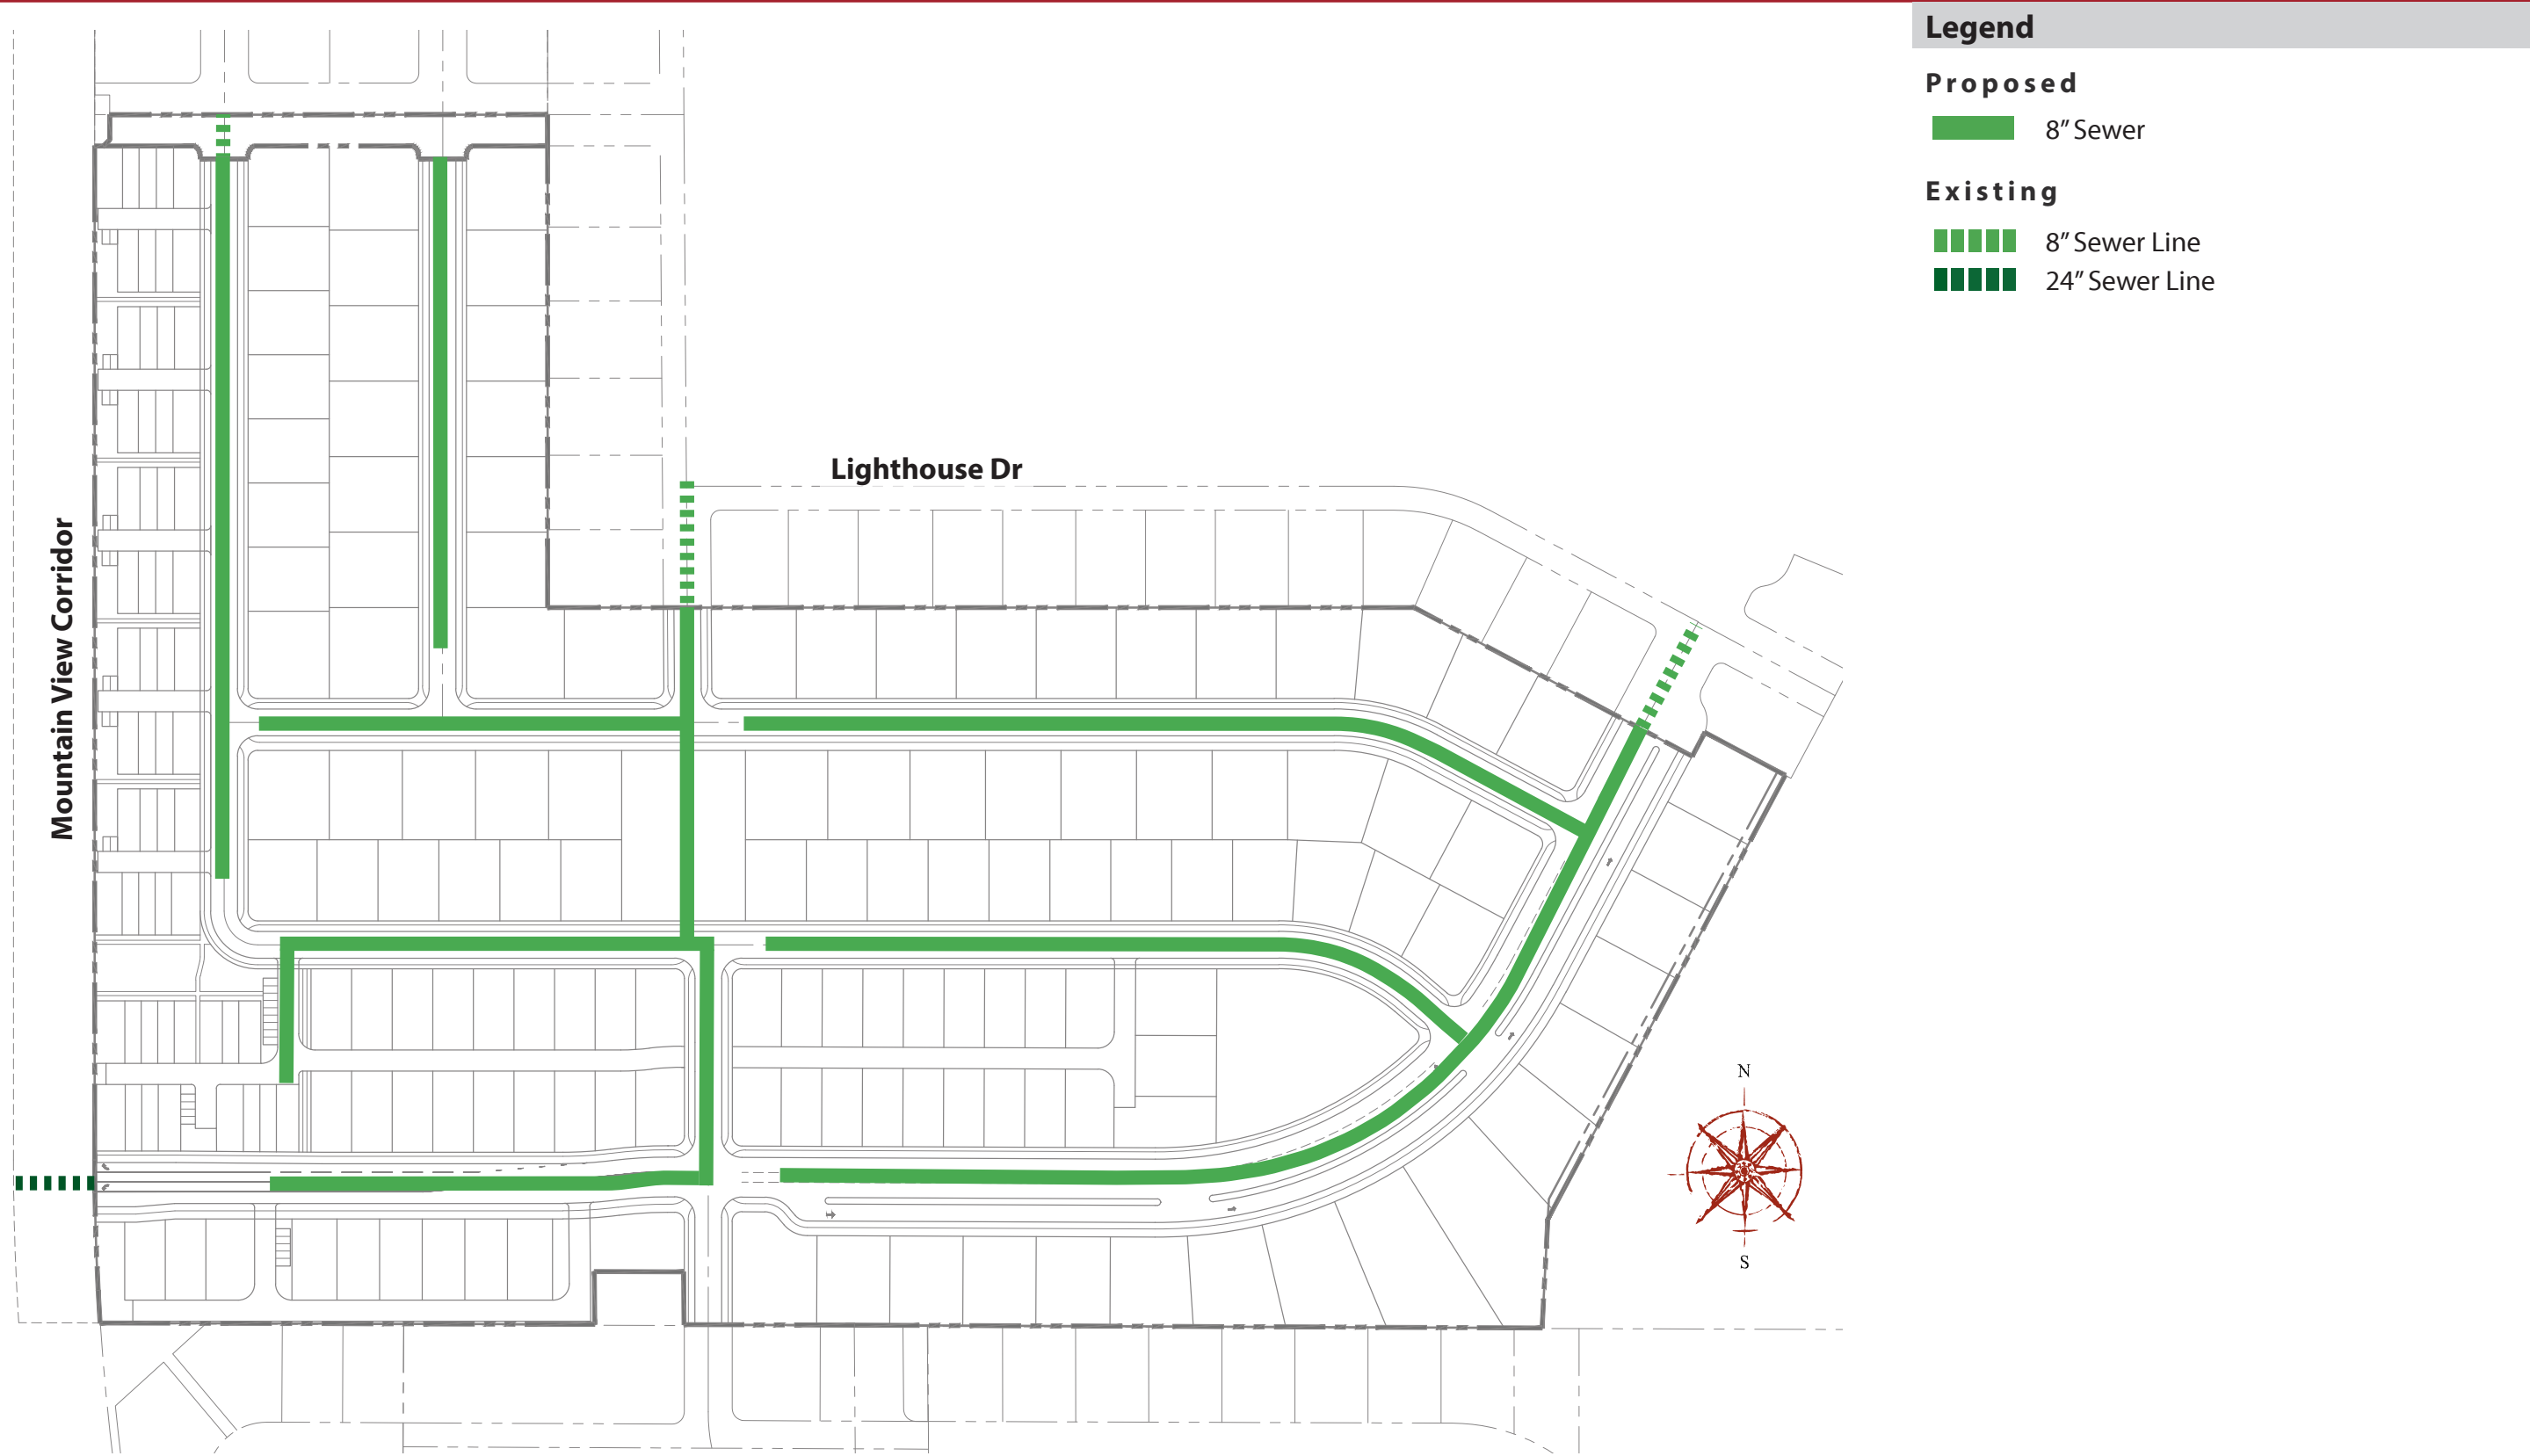 Legend
Proposed
8” Sewer
Existing
8” Sewer Line
24” Sewer Line
Lighthouse Dr
Mountain View Corridor
N
S